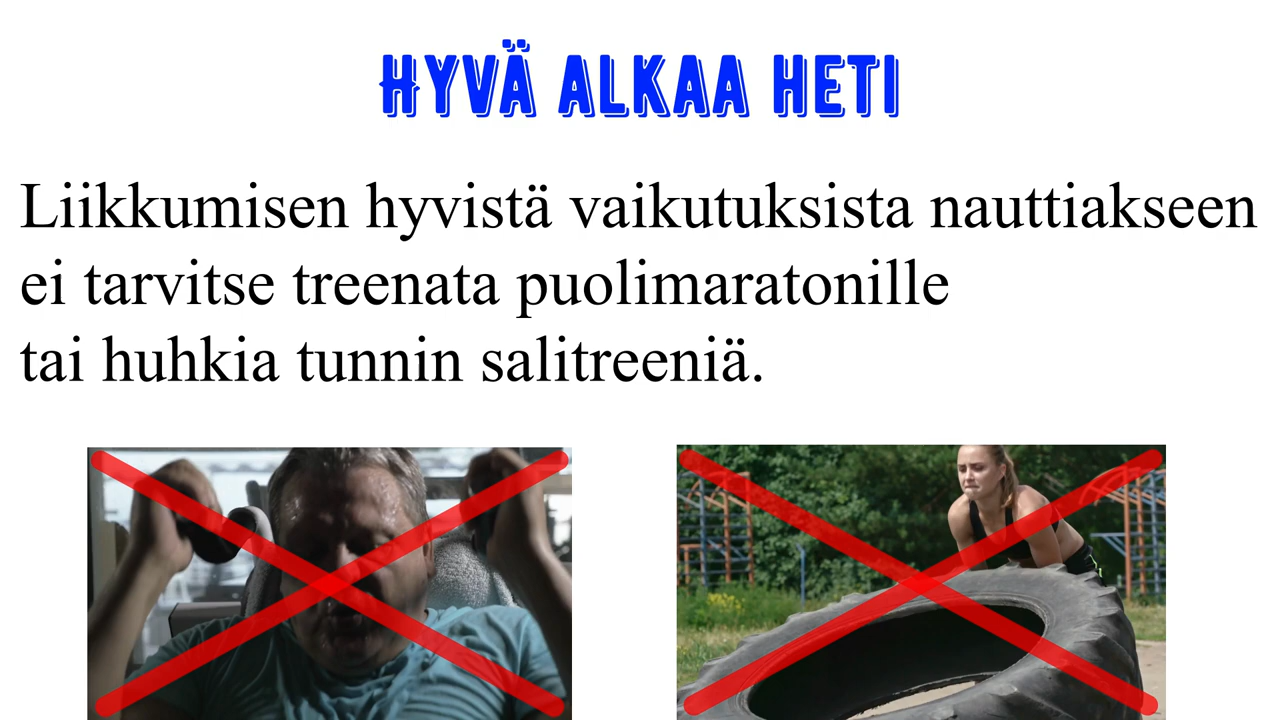 HYVÄ ALKAA HETI
Liikkumisen hyvistä vaikutuksista nauttiakseen
ei tarvitse treenata puolimaratonille
tai huhkia tunnin salitreeniä.